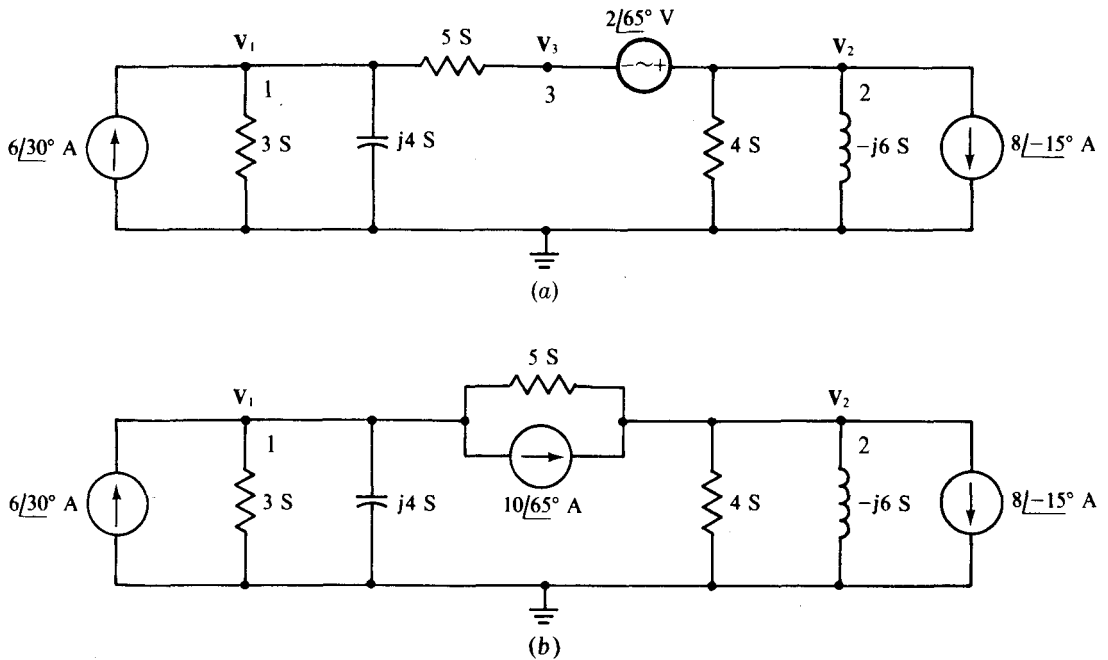 2/65° V
V₁
5 S
V₃
V₂
− ~ +
1
3
2
6/30° A
3 S
j4 S
4 S
−j6 S
8/−15° A
(a)
5 S
V₁
V₂
1
2
6/30° A
3 S
j4 S
10/65° A
4 S
−j6 S
8/−15° A
(b)